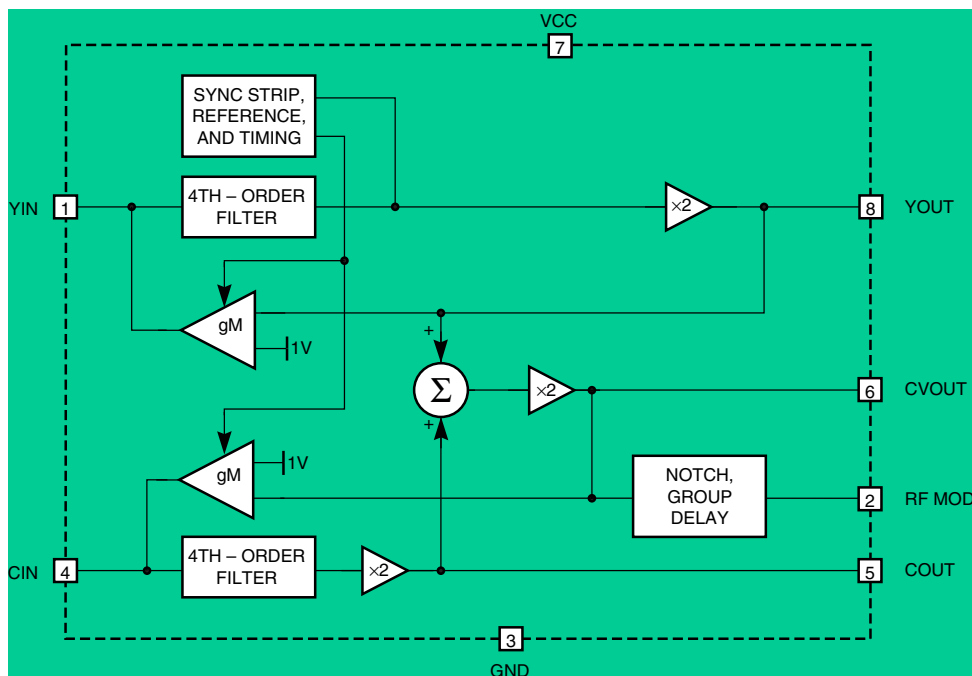 VCC
7
SYNC STRIP,
REFERENCE,
AND TIMING
YIN
1
4TH – ORDER
FILTER
×2
8
YOUT
gM
1V
+
Σ
×2
6
CVOUT
+
gM
1V
NOTCH,
GROUP
DELAY
2
RF MOD
CIN
4
4TH – ORDER
FILTER
×2
5
COUT
3
GND